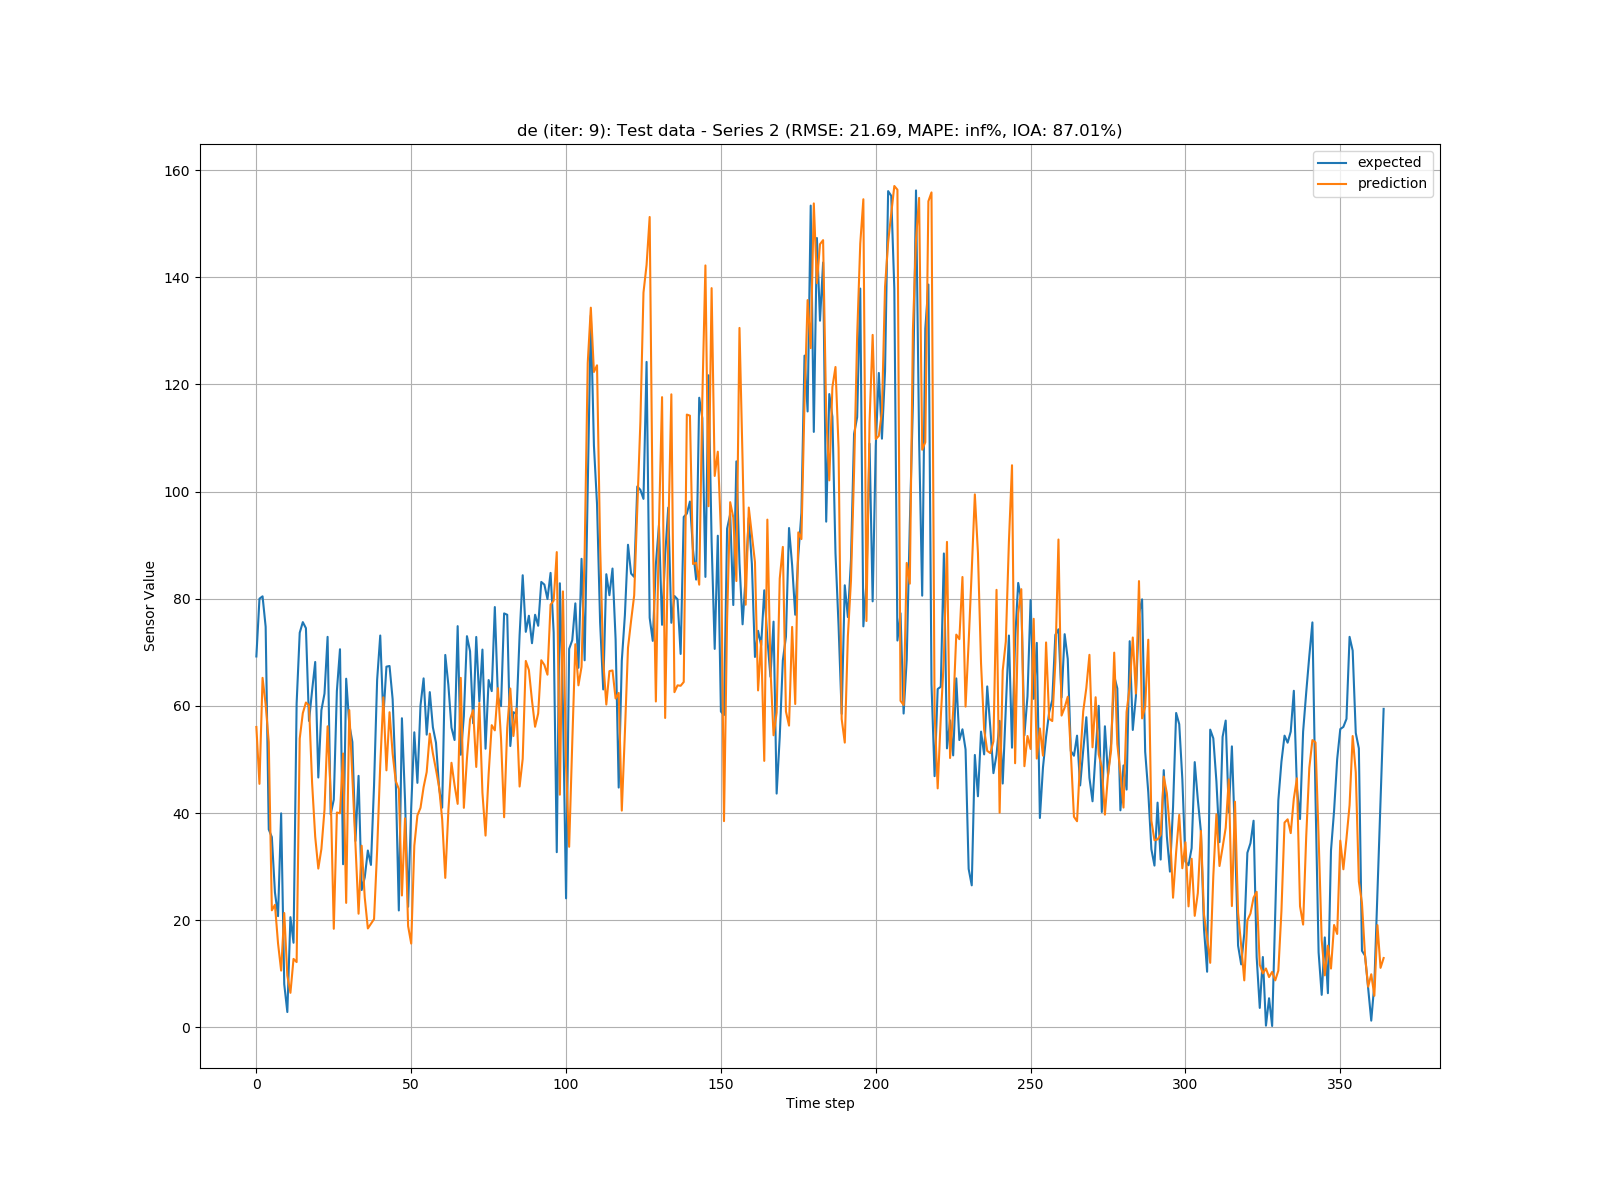 de (iter: 9): Test data - Series 2 (RMSE: 21.69, MAPE: inf%, IOA: 87.01%)
expected
prediction
160
140
120
100
80
60
40
20
0
Sensor Value
0 50 100 150 200 250 300 350
Time step